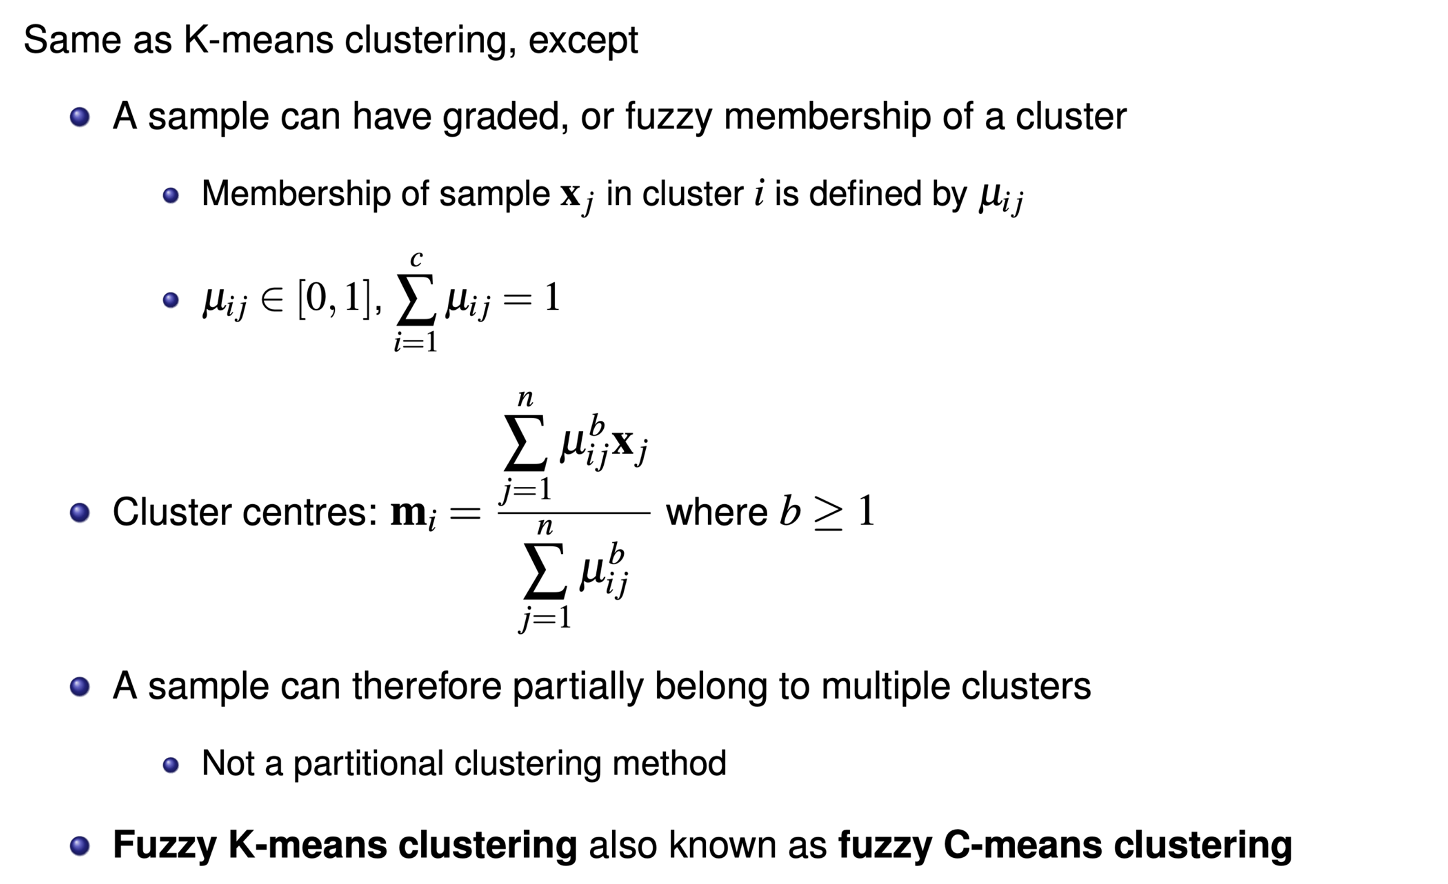 Same as K-means clustering, except
• A sample can have graded, or fuzzy membership of a cluster
• Membership of sample $\mathbf{x}_j$ in cluster $i$ is defined by $\mu_{ij}$
• $\mu_{ij} \in [0,1], \sum_{i=1}^{c} \mu_{ij} = 1$
• Cluster centres: $\mathbf{m}_i = \frac{\sum_{j=1}^{n} \mu_{ij}^{b} \mathbf{x}_j}{\sum_{j=1}^{n} \mu_{ij}^{b}}$ where $b \geq 1$
• A sample can therefore partially belong to multiple clusters
• Not a partitional clustering method
• Fuzzy K-means clustering also known as fuzzy C-means clustering